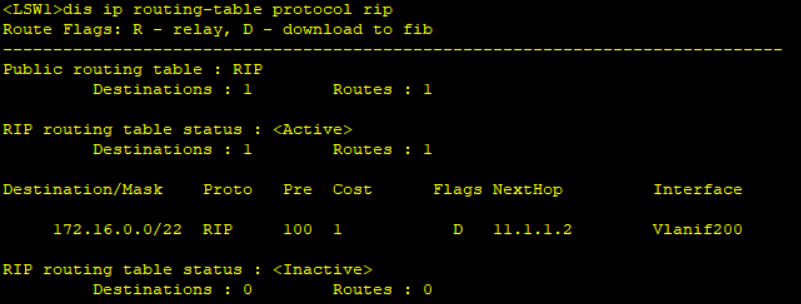 <LSW1>dis ip routing-table protocol rip
Route Flags: R - relay, D - download to fib
------------------------------------------------------------------------------
Public routing table : RIP
         Destinations : 1        Routes : 1

RIP routing table status : <Active>
         Destinations : 1        Routes : 1

Destination/Mask    Proto   Pre  Cost      Flags NextHop         Interface

     172.16.0.0/22  RIP     100  1           D   11.1.1.2        Vlanif200

RIP routing table status : <Inactive>
         Destinations : 0        Routes : 0